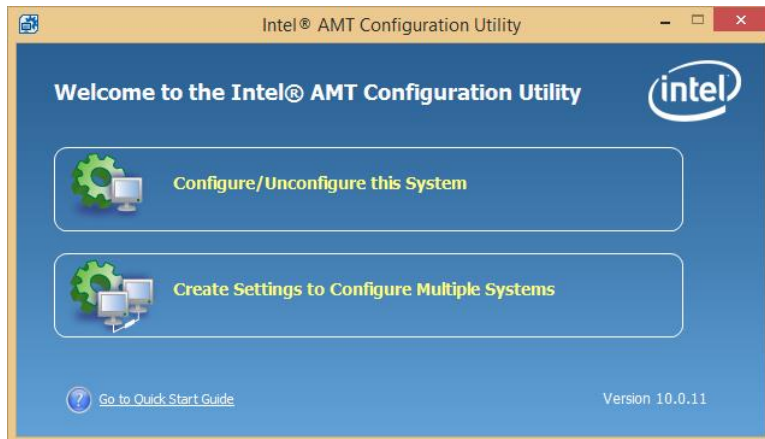 Intel® AMT Configuration Utility
Welcome to the Intel® AMT Configuration Utility
intel
Configure/Unconfigure this System
Create Settings to Configure Multiple Systems
? Go to Quick Start Guide
Version 10.0.11